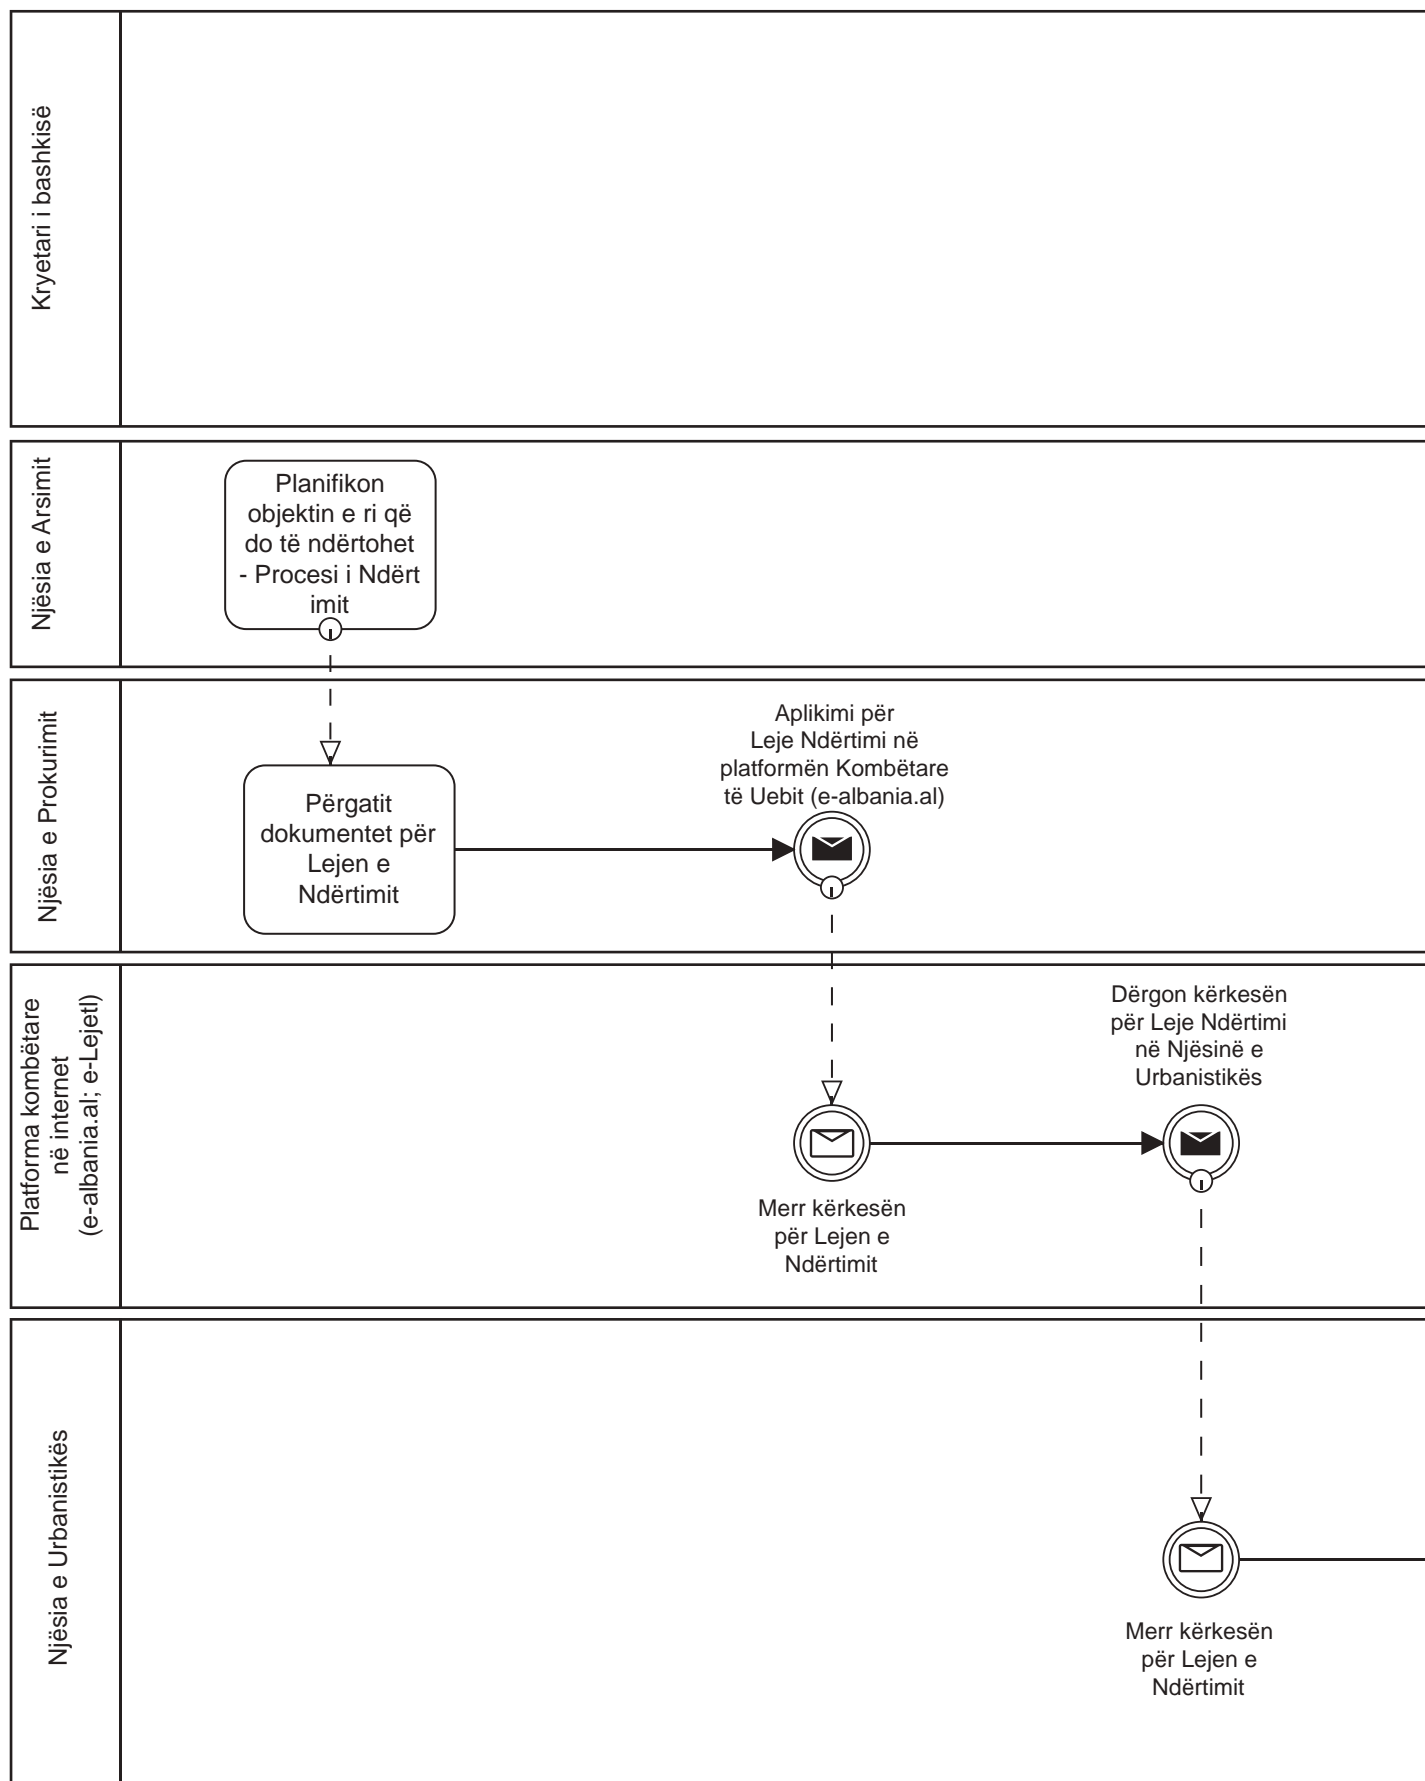 Kryetari i bashkisë
Njësia e Arsimit
Planifikon
objektin e ri që
do të ndërtohet
- Procesi i Ndërt
imit
Njësia e Prokurimit
Përgatit
dokumentet për
Lejen e
Ndërtimit
Aplikimi për
Leje Ndërtimi në
platformën Kombëtare
të Uebit (e-albania.al)
Platforma kombëtare
në internet
(e-albania.al; e-Lejetl)
Merr kërkesën
për Lejen e
Ndërtimit
Dërgon kërkesën
për Leje Ndërtimi
në Njësinë e
Urbanistikës
Njësia e Urbanistikës
Merr kërkesën
për Lejen e
Ndërtimit